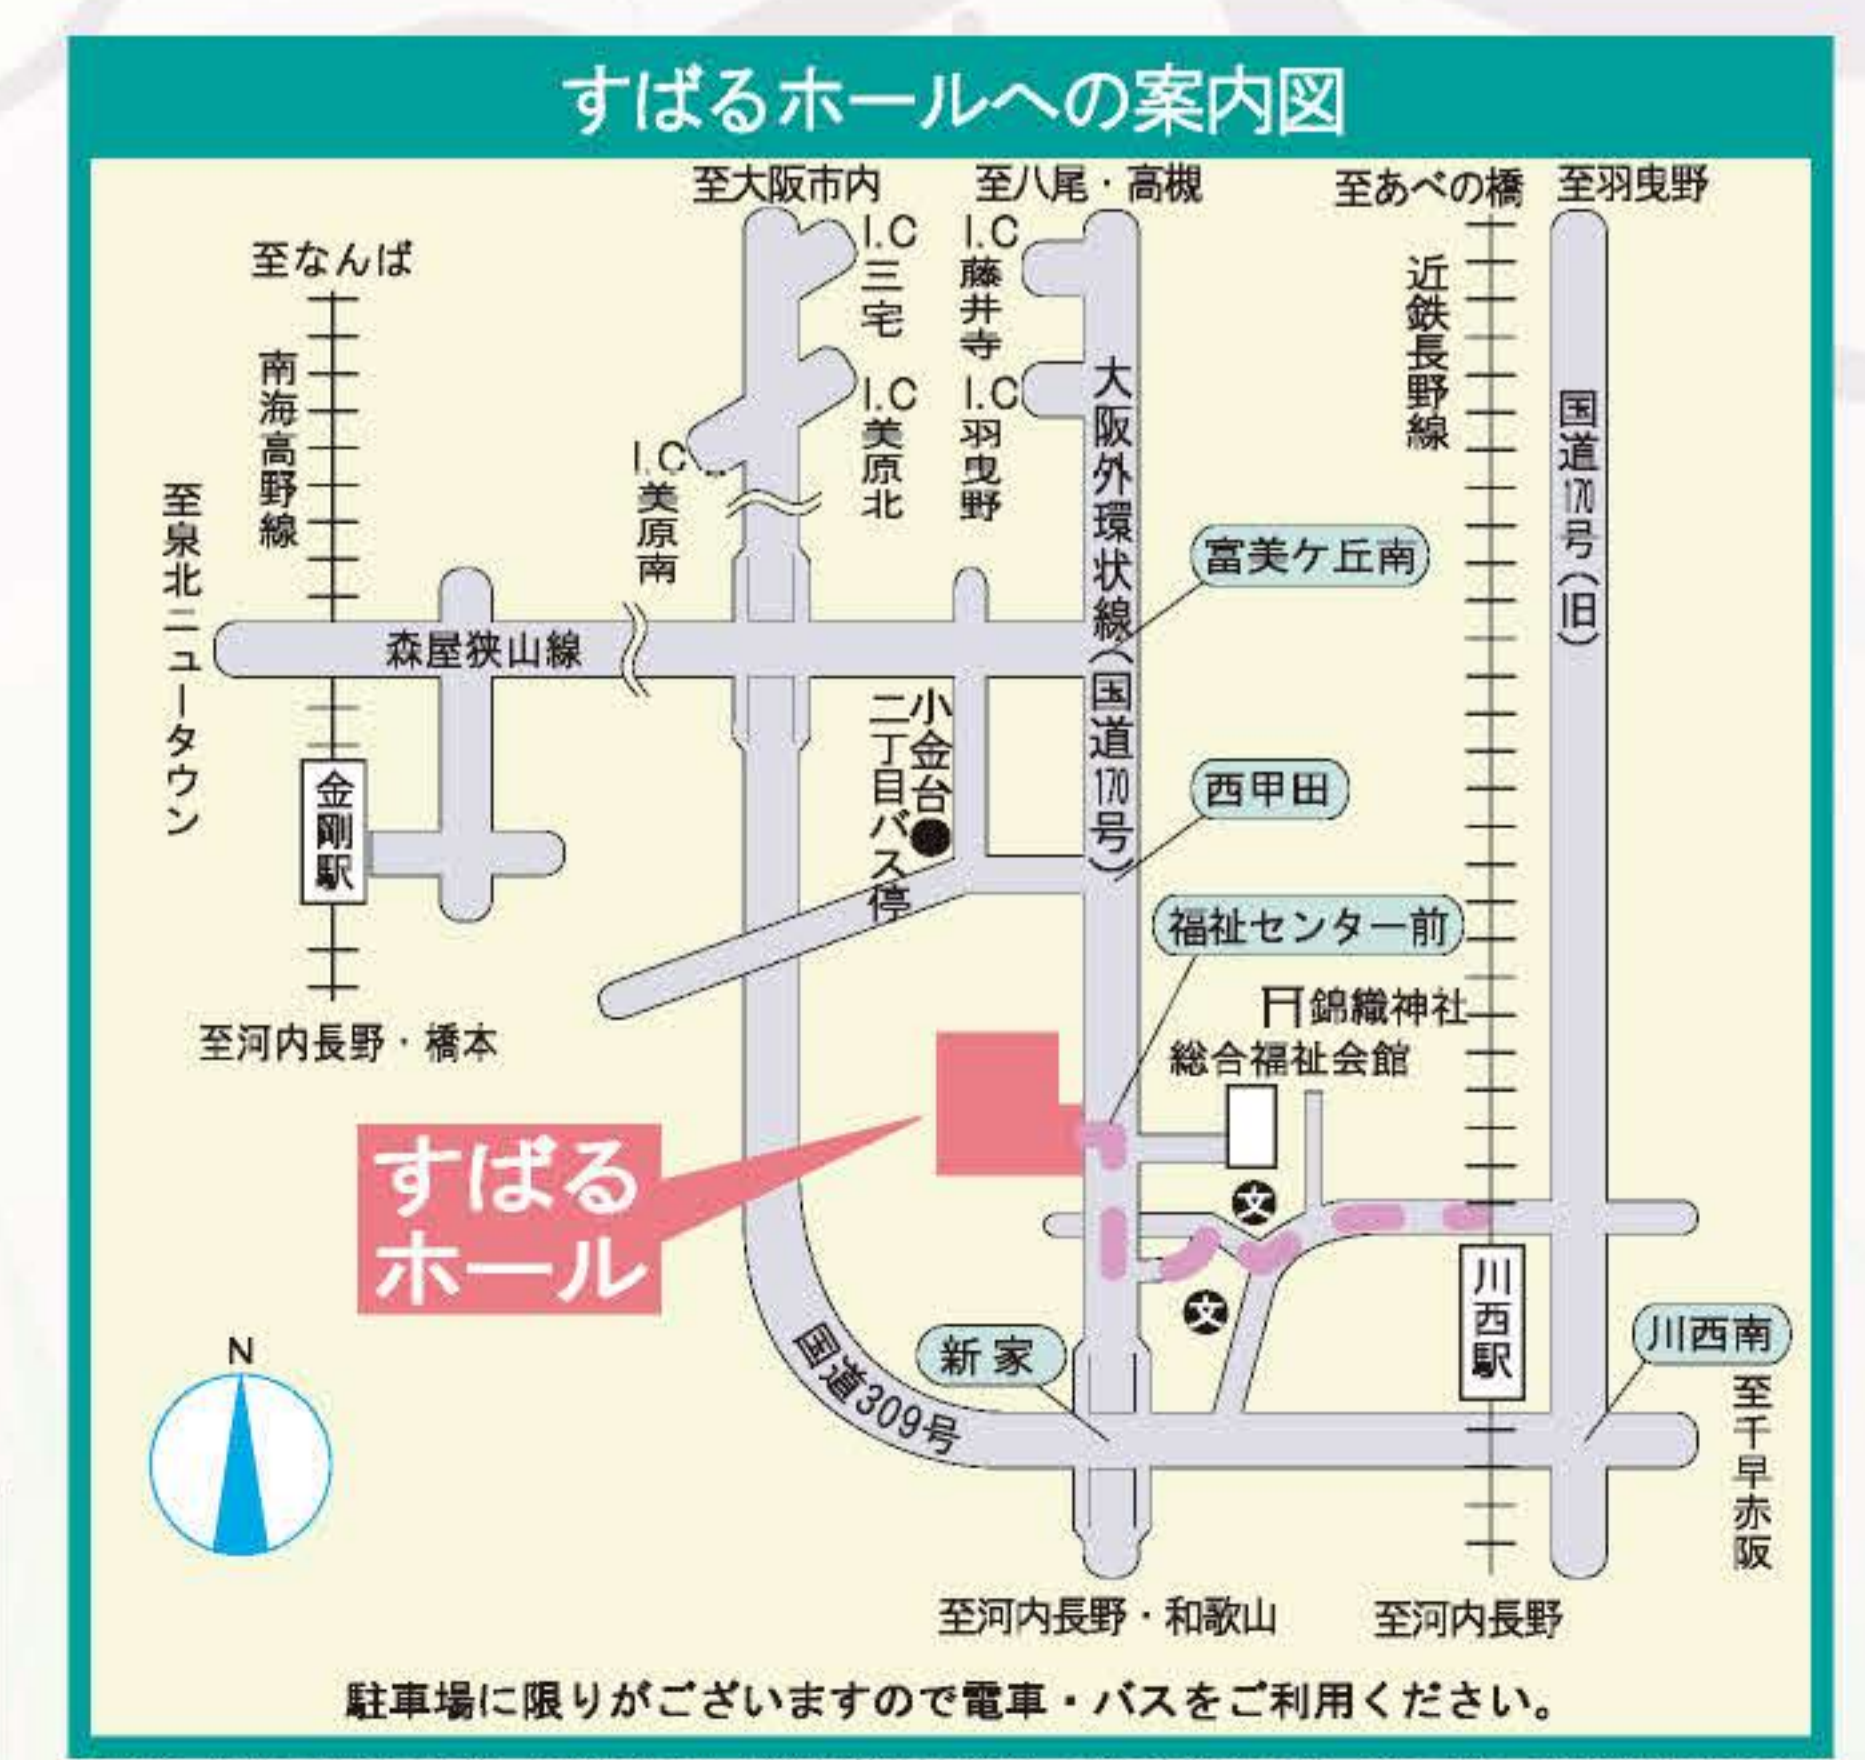 すばるホールへの案内図
至大阪市内
至八尾・高槻
至あべの橋
至羽曳野
至なんば
I.C
三宅
I.C
藤井寺
近鉄長野線
南海高野線
I.C
美原北
I.C
羽曳野
大阪外環状線(国道170号)
国道170号(旧)
I.C
美原南
至泉北ニュータウン
富美ケ丘南
森屋狭山線
小金台
二丁目バス停
西甲田
金剛駅
福祉センター前
錦織神社
総合福祉会館
至河内長野・橋本
すばる
ホール
文
文
川西駅
川西南
新家
国道309号
N
至千早赤阪
至河内長野・和歌山
至河内長野
駐車場に限りがございますので電車・バスをご利用ください。